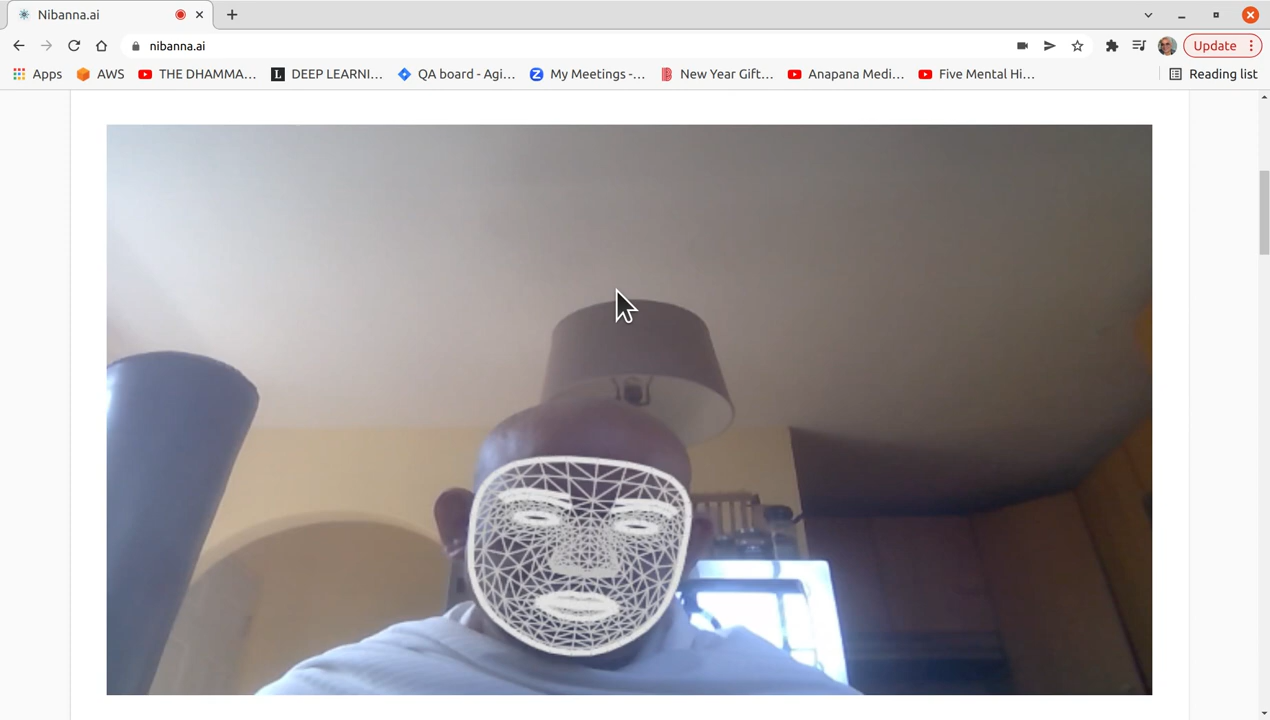 Nibanna.ai
nibanna.ai
Update
Apps
AWS
THE DHAMMA...
DEEP LEARNI...
QA board - Agi...
My Meetings -...
New Year Gift...
Anapana Medi...
Five Mental Hi...
Reading list